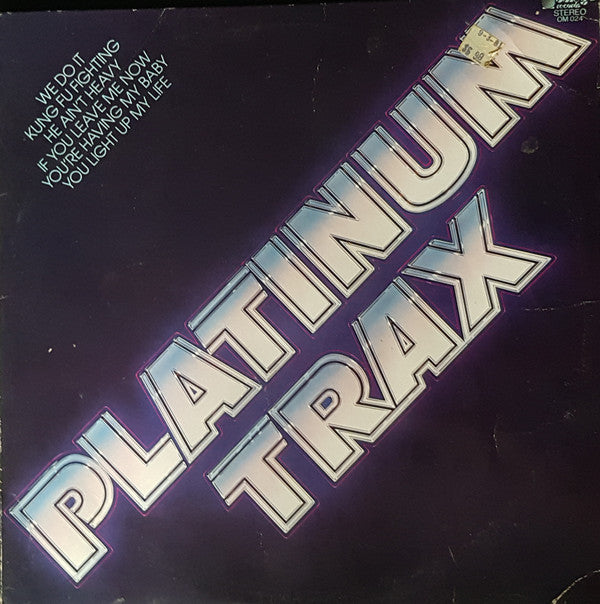 WE DO IT
KUNG FU FIGHTING
HE AIN'T HEAVY
IF YOU LEAVE ME NOW
YOU'RE HAVING MY BABY
YOU LIGHT UP MY LIFE
records
STEREO
OM 024
PLATINUM
TRAX